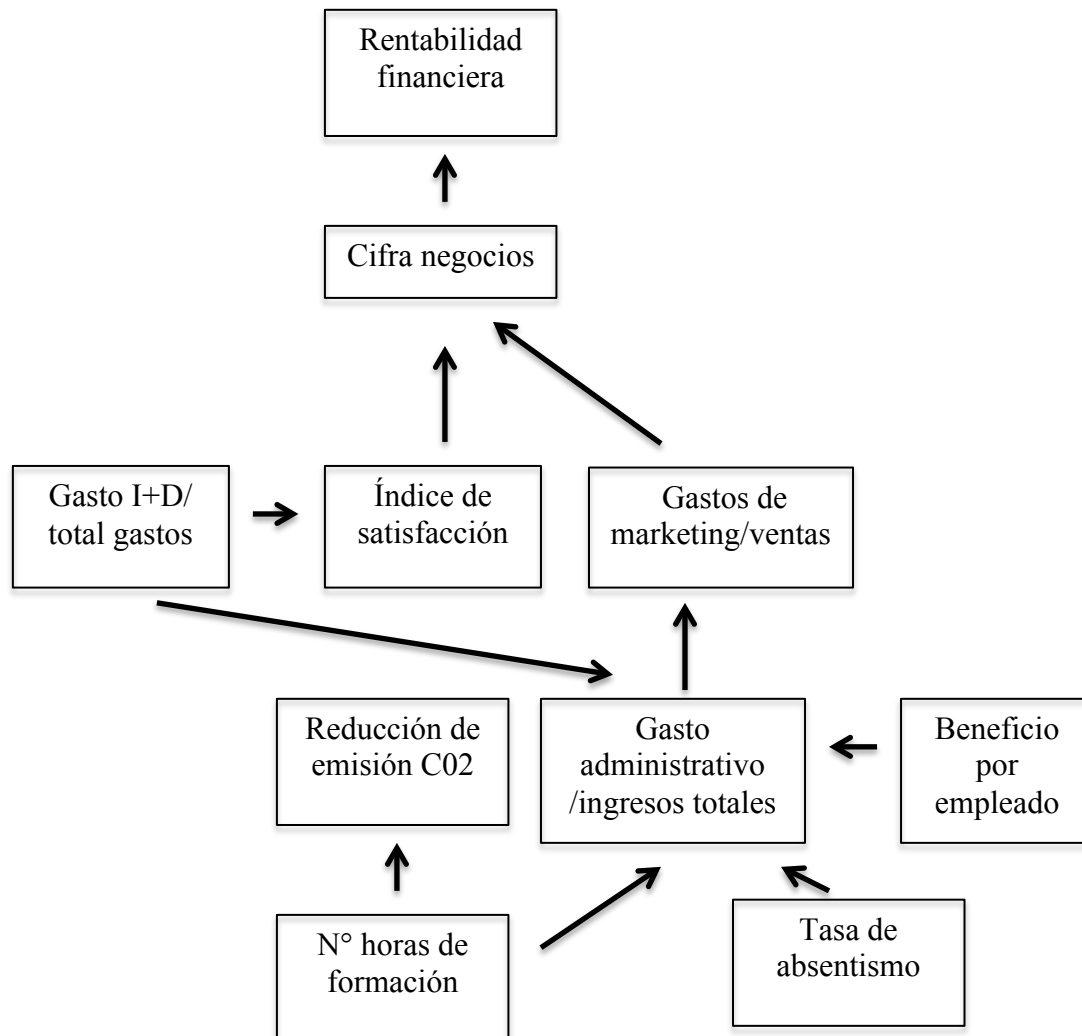 Rentabilidad
financiera
Cifra negocios
Gasto I+D/
total gastos
Índice de
satisfacción
Gastos de
marketing/ventas
Reducción de
emisión C02
Gasto
administrativo
/ingresos totales
Beneficio
por
empleado
N° horas de
formación
Tasa de
absentismo